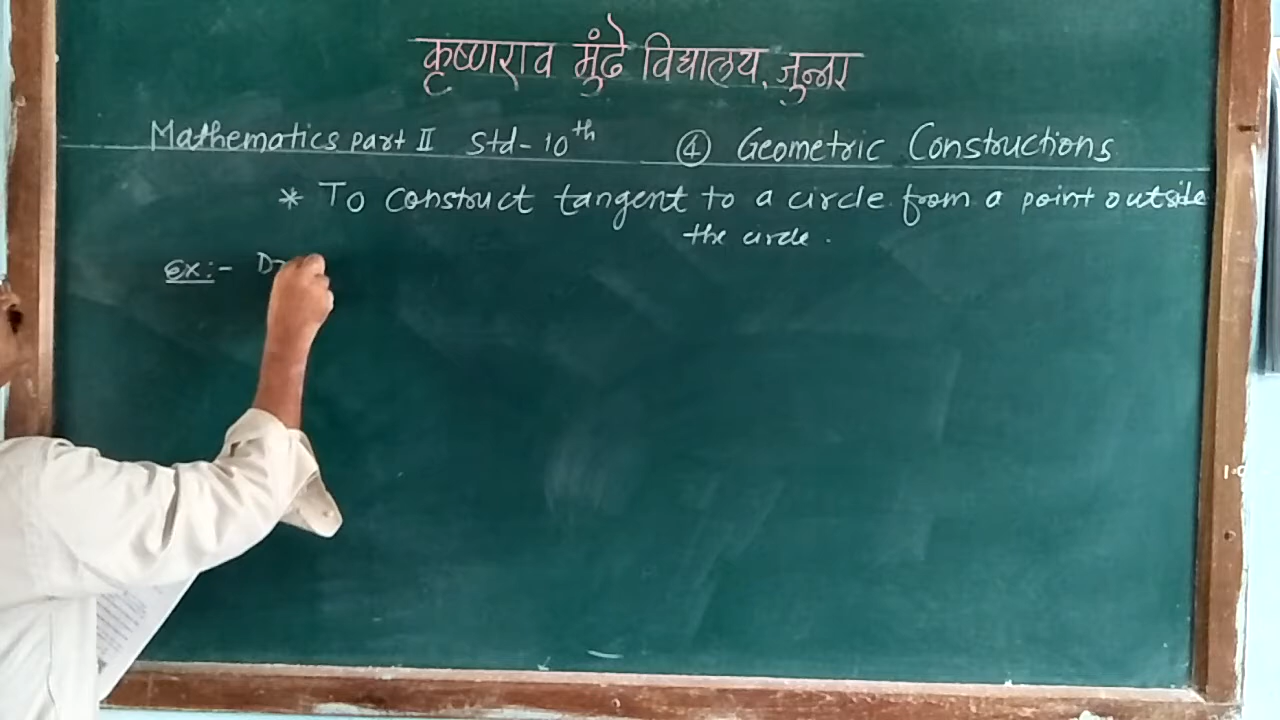 कृष्णराव मुंढे विद्यालय, जुन्नर
Mathematics part II Std - 10th ④ Geometric Constructions
* To construct tangent to a circle from a point outside
the circle.
Ex:-